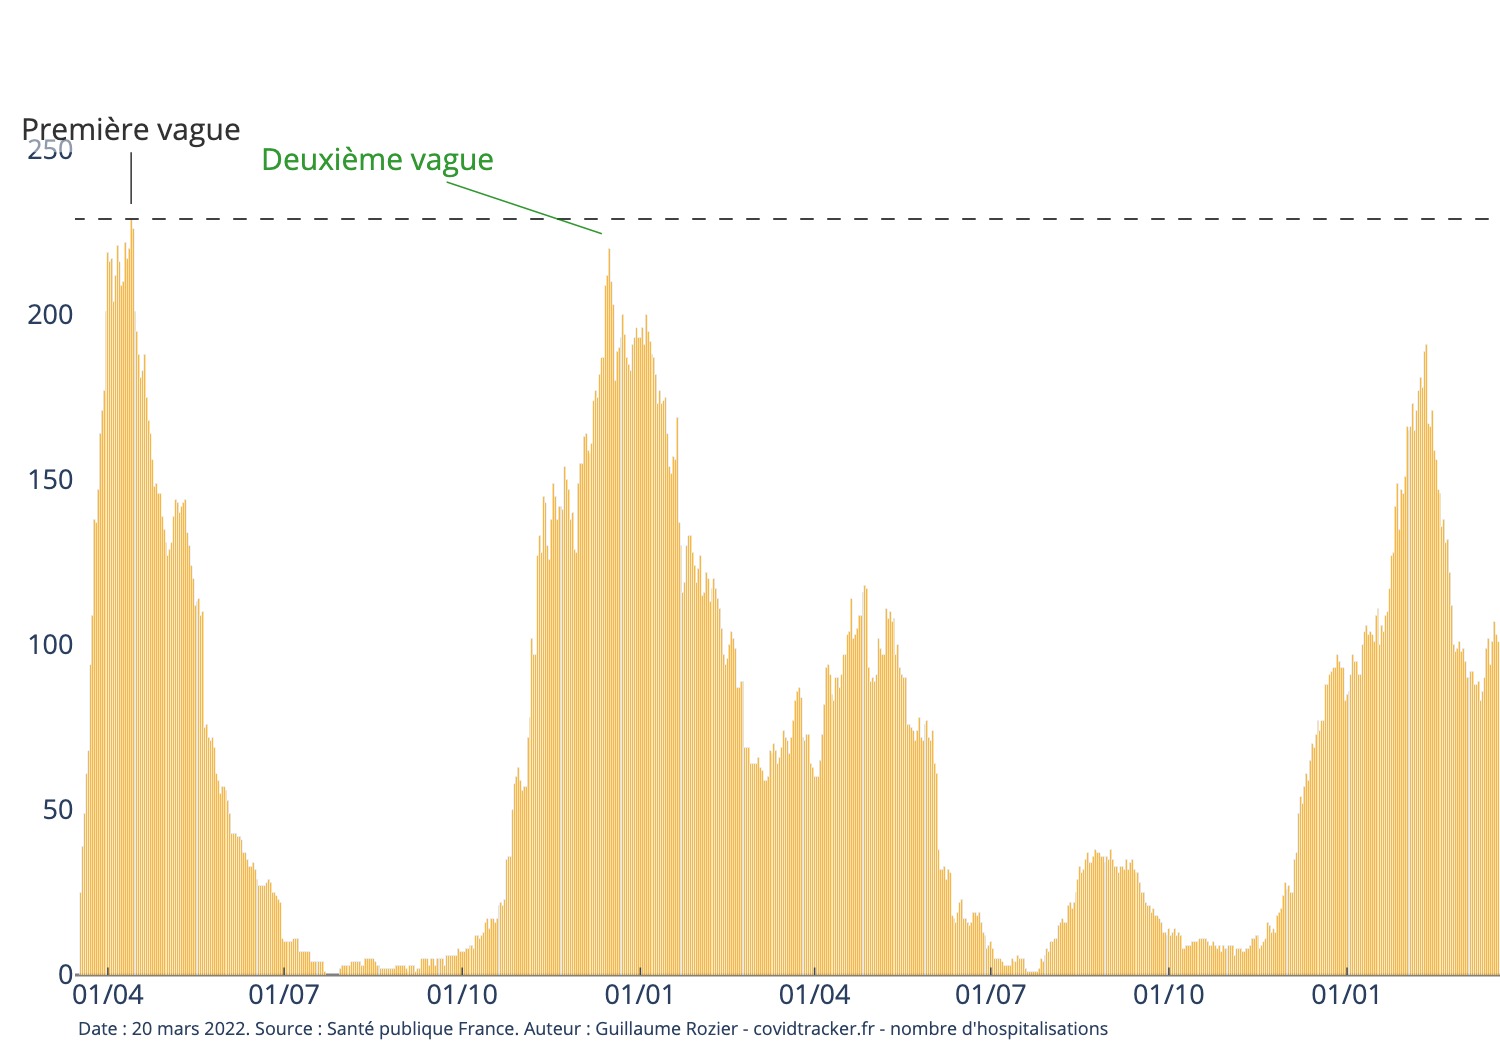 Première vague
250
Deuxième vague
200
150
100
50
0
01/04 01/07 01/10 01/01 01/04 01/07 01/10 01/01
Date : 20 mars 2022. Source : Santé publique France. Auteur : Guillaume Rozier - covidtracker.fr - nombre d'hospitalisations